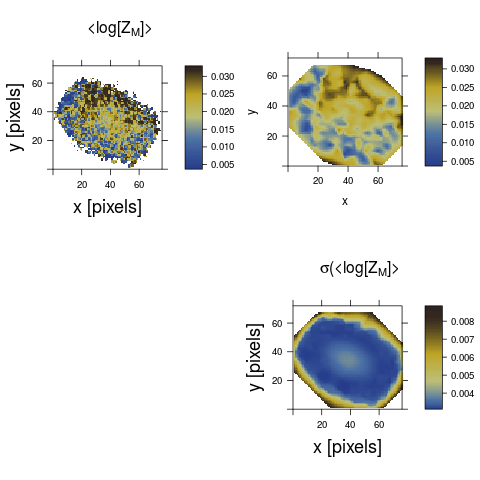 <log[Z_M]>
60
40
20
20 40 60
x [pixels]
y [pixels]
0.030
0.025
0.020
0.015
0.010
0.005
60
40
20
20 40 60
x
y
0.030
0.025
0.020
0.015
0.010
0.005
σ(<log[Z_M]>
60
40
20
20 40 60
x [pixels]
y [pixels]
0.008
0.007
0.006
0.005
0.004